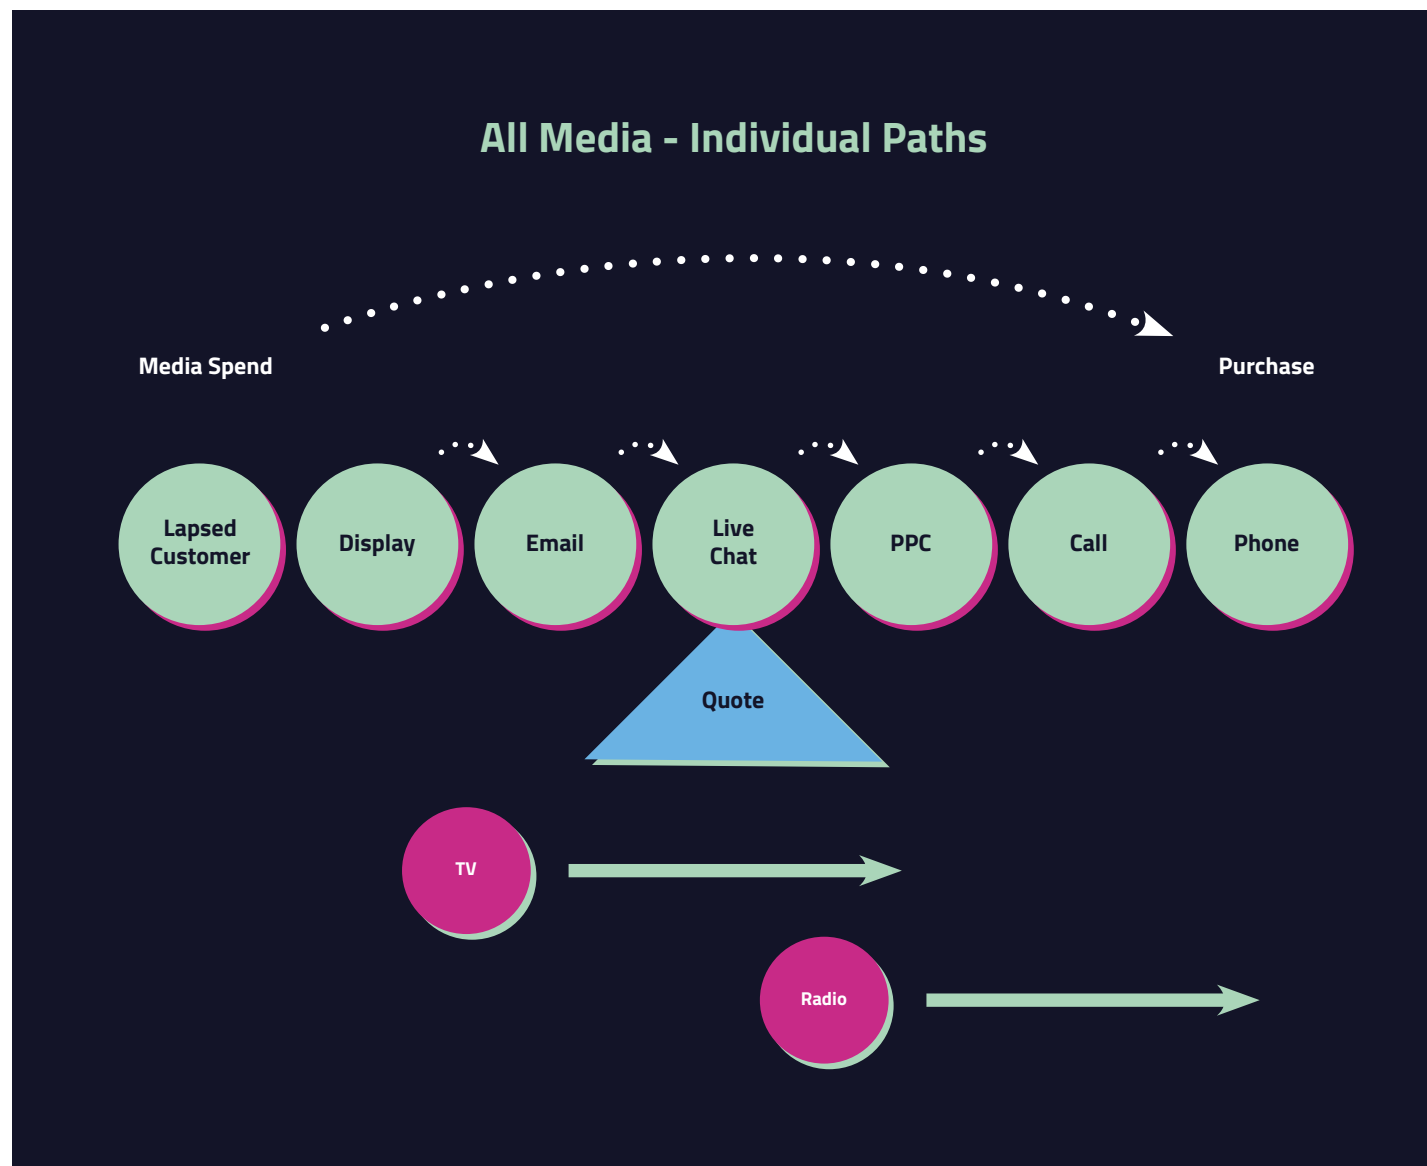 All Media - Individual Paths
Media Spend
Purchase
Lapsed
Customer
Display
Email
Live
Chat
PPC
Call
Phone
Quote
TV
Radio